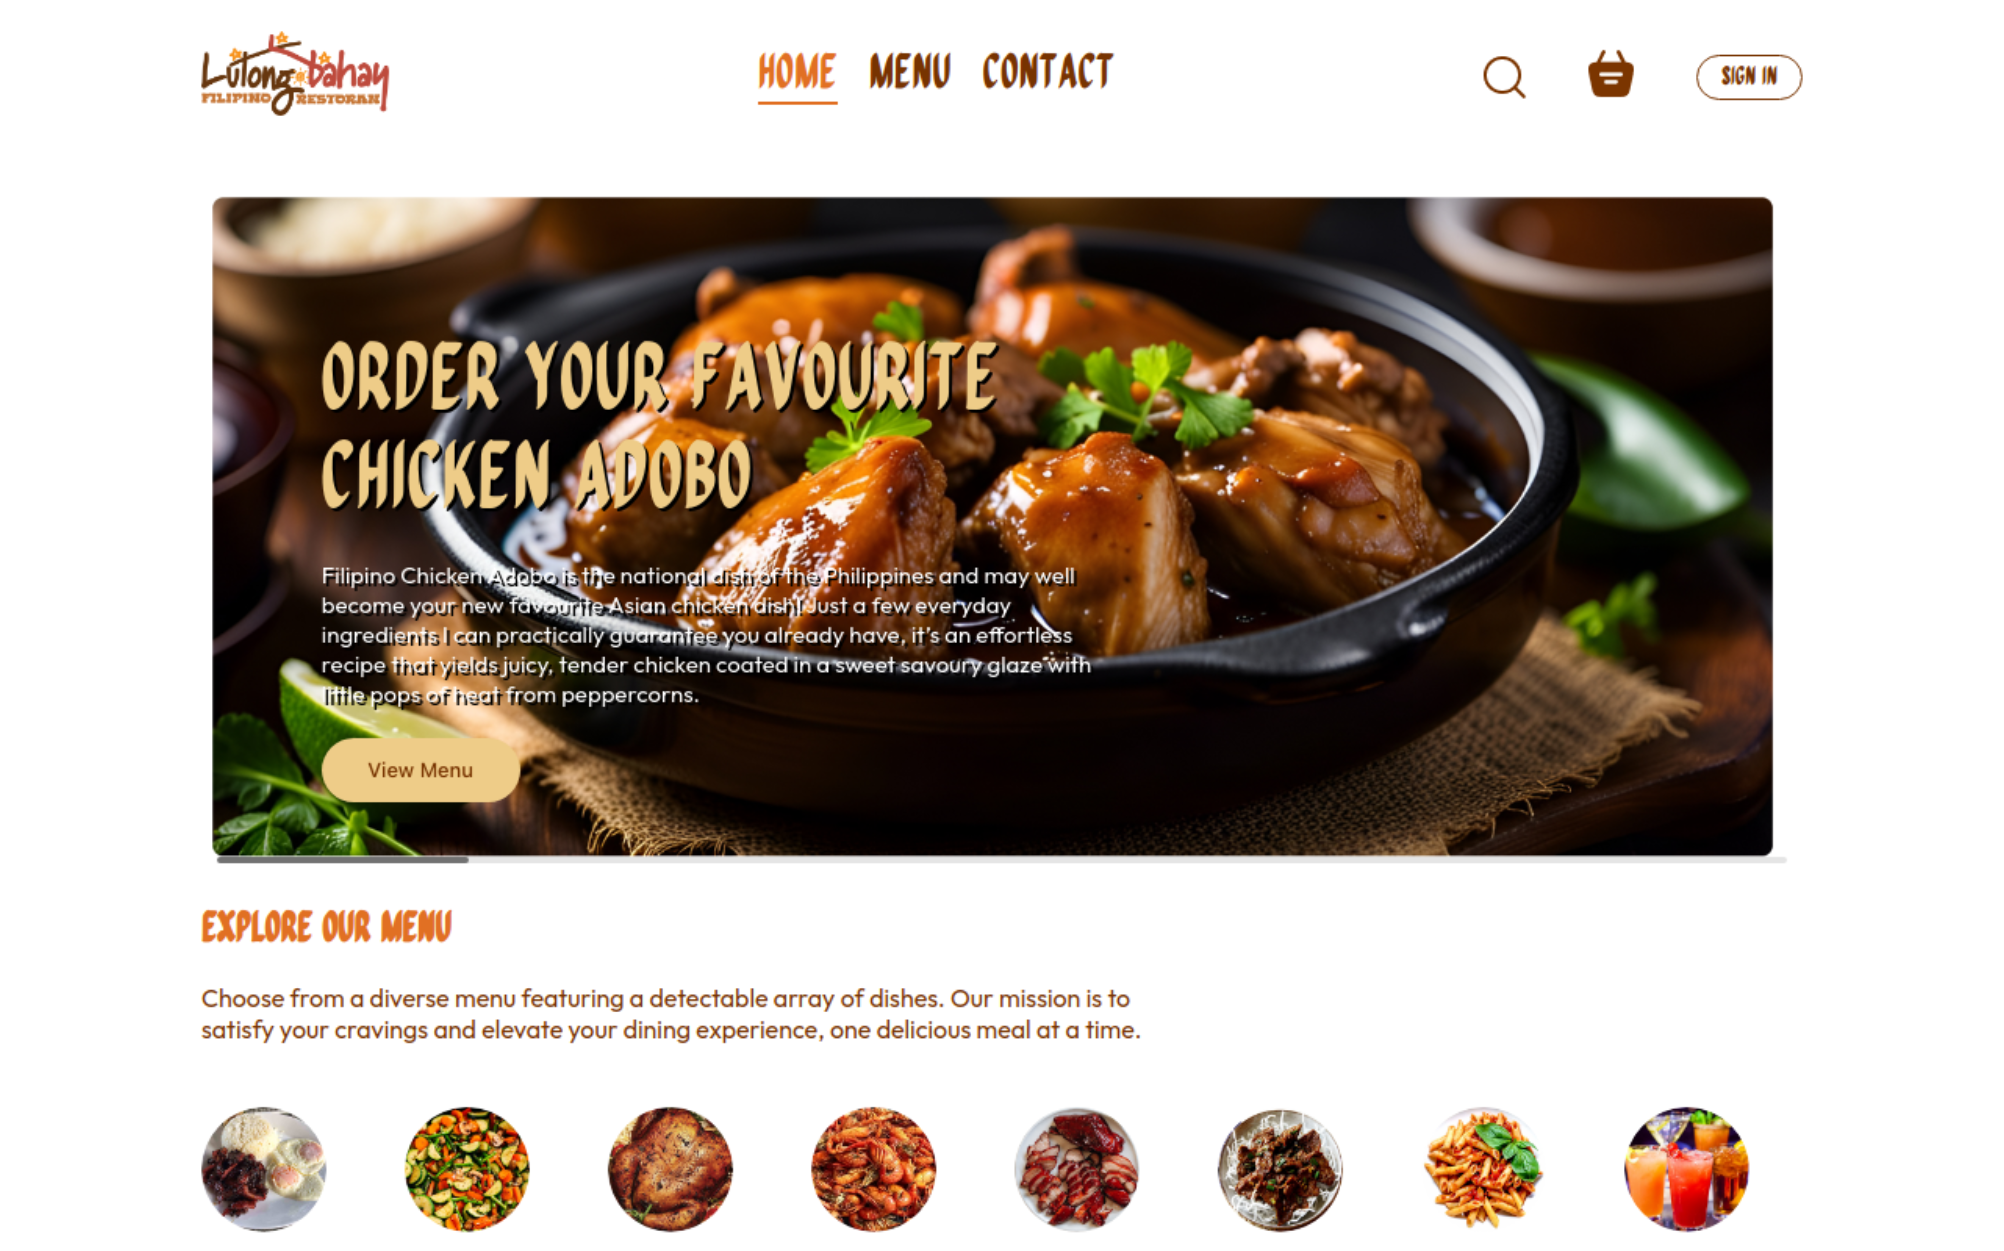 Lutong bahay
FILIPINO RESTORAN
HOME MENU CONTACT
SIGN IN
ORDER YOUR FAVOURITE
CHICKEN ADOBO
Filipino Chicken Adobo is the national dish of the Philippines and may well
become your new favourite Asian chicken dish! Just a few everyday
ingredients I can practically guarantee you already have, it's an effortless
recipe that yields juicy, tender chicken coated in a sweet savoury glaze with
little pops of heat from peppercorns.
View Menu
EXPLORE OUR MENU
Choose from a diverse menu featuring a detectable array of dishes. Our mission is to
satisfy your cravings and elevate your dining experience, one delicious meal at a time.